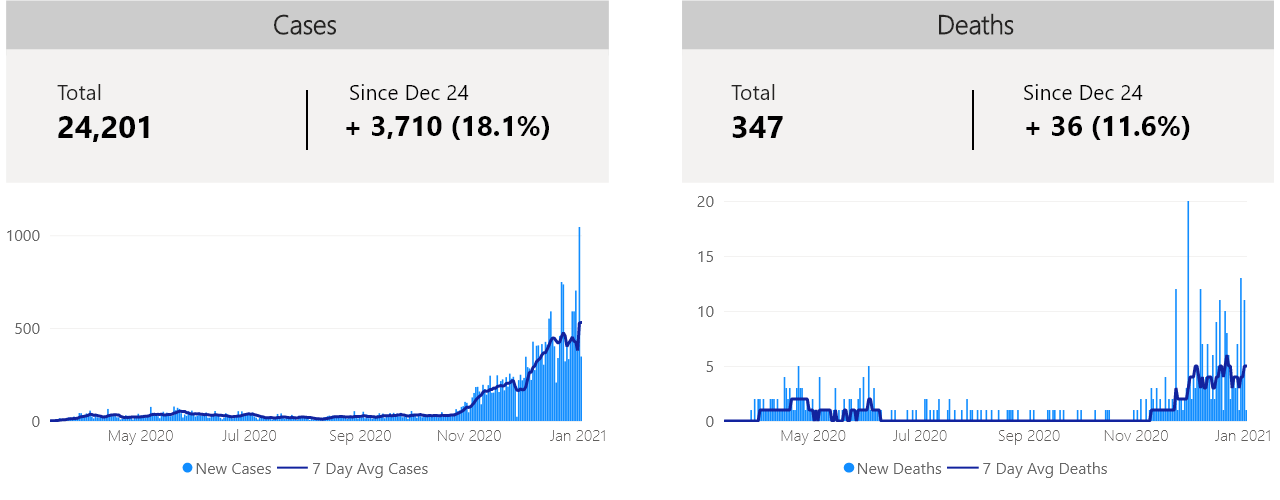 Cases
Total
Since Dec 24
24,201
+ 3,710 (18.1%)
1000
500
0
May 2020 Jul 2020 Sep 2020 Nov 2020 Jan 2021
New Cases 7 Day Avg Cases
Deaths
Total
Since Dec 24
347
+ 36 (11.6%)
20
15
10
5
0
May 2020 Jul 2020 Sep 2020 Nov 2020 Jan 2021
New Deaths 7 Day Avg Deaths